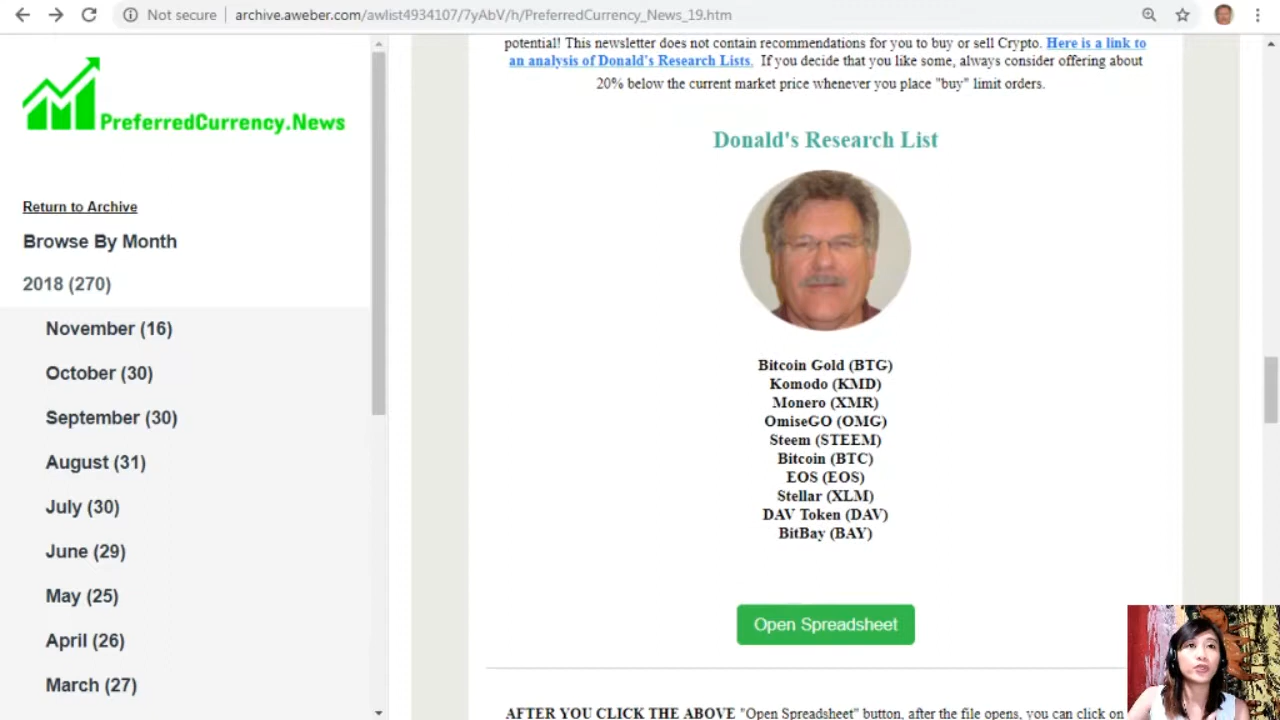 Not secure
archive.aweber.com/awlist4934107/7yAbV/h/PreferredCurrency_News_19.htm
PreferredCurrency.News
Return to Archive
Browse By Month
2018 (270)
November (16)
October (30)
September (30)
August (31)
July (30)
June (29)
May (25)
April (26)
March (27)
potential! This newsletter does not contain recommendations for you to buy or sell Crypto. Here is a link to
an analysis of Donald's Research Lists. If you decide that you like some, always consider offering about
20% below the current market price whenever you place "buy" limit orders.
Donald's Research List
Bitcoin Gold (BTG)
Komodo (KMD)
Monero (XMR)
OmiseGO (OMG)
Steem (STEEM)
Bitcoin (BTC)
EOS (EOS)
Stellar (XLM)
DAV Token (DAV)
BitBay (BAY)
Open Spreadsheet
AFTER YOU CLICK THE ABOVE "Open Spreadsheet" button, after the file opens, you can click on